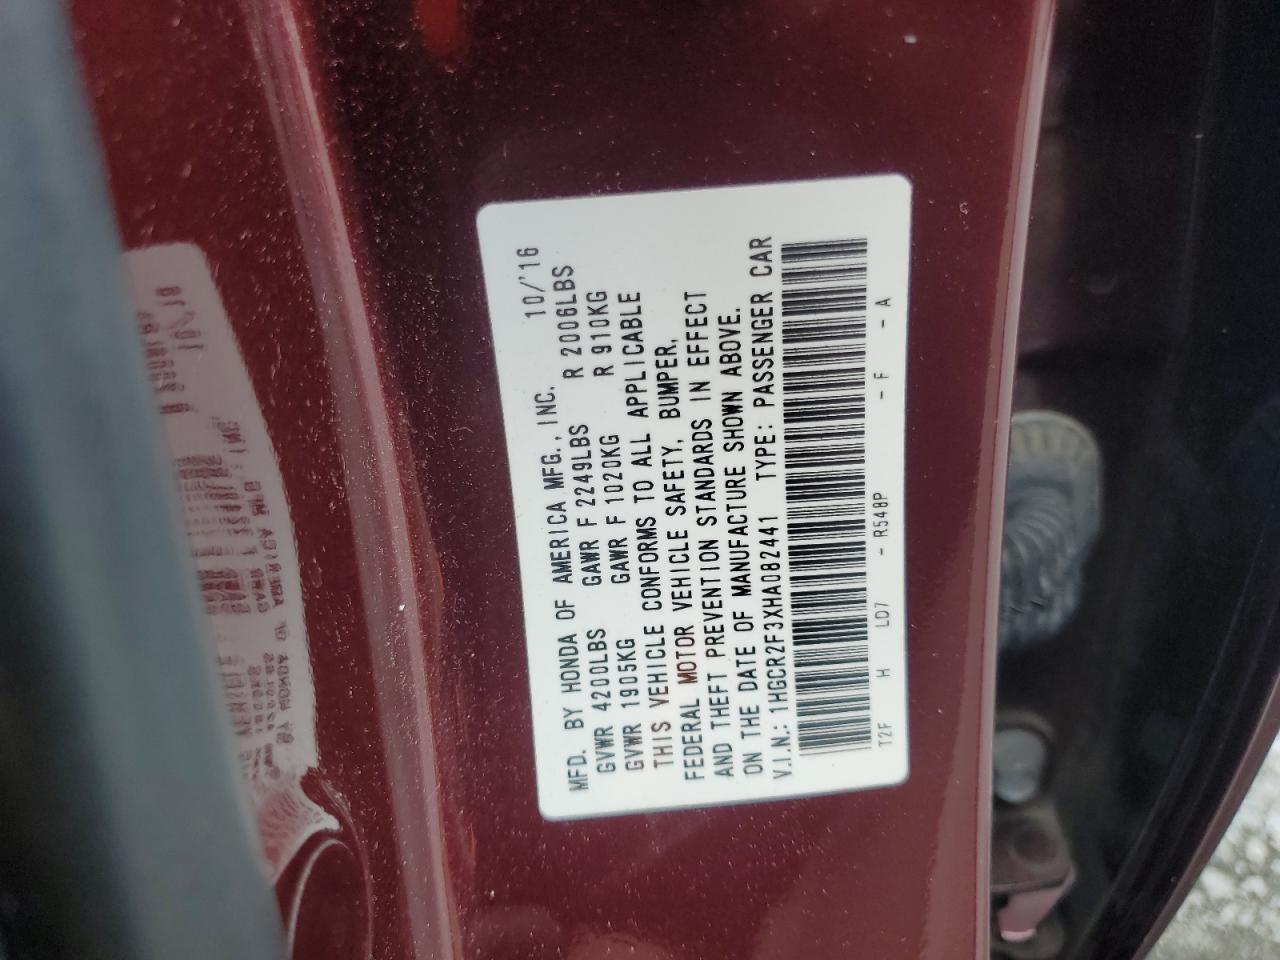 MFD. BY HONDA OF AMERICA MFG., INC. 10/'16
GVWR 4200LBS GAWR F 2249LBS R 2006LBS
GVWR 1905KG GAWR F 1020KG R 910KG
THIS VEHICLE CONFORMS TO ALL APPLICABLE
FEDERAL MOTOR VEHICLE SAFETY, BUMPER,
AND THEFT PREVENTION STANDARDS IN EFFECT
ON THE DATE OF MANUFACTURE SHOWN ABOVE.
V.I.N.: 1HGCR2F3XHA082441 TYPE: PASSENGER CAR
T2F H LD7 - R548P - F - A